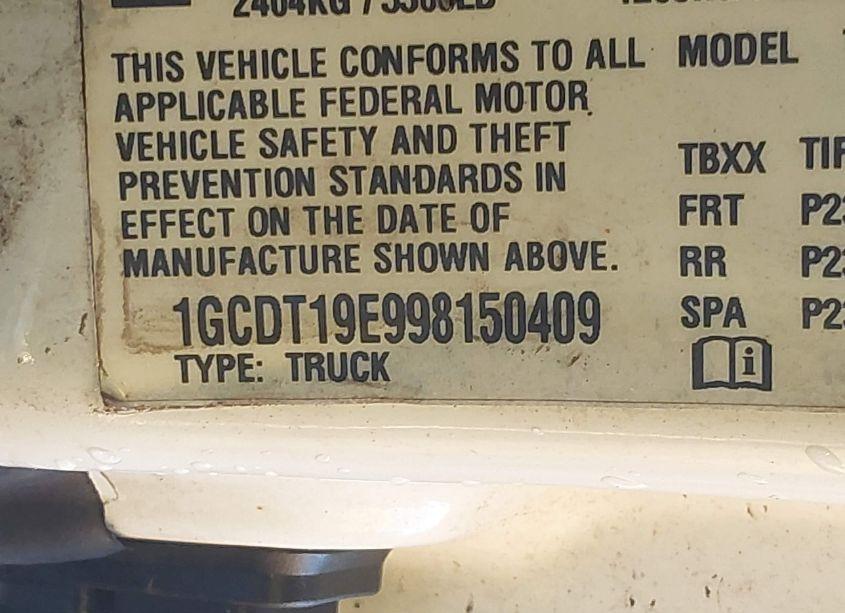 THIS VEHICLE CONFORMS TO ALL
APPLICABLE FEDERAL MOTOR
VEHICLE SAFETY AND THEFT
PREVENTION STANDARDS IN
EFFECT ON THE DATE OF
MANUFACTURE SHOWN ABOVE.
1GCDT19E998150409
TYPE: TRUCK
MODEL
TBXX
FRT
RR
SPA